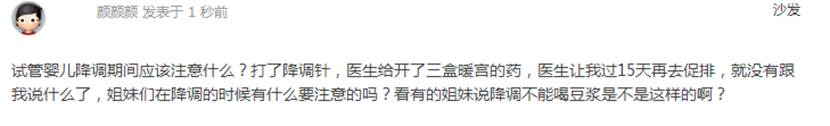 颜颜颜 发表于 1 秒前
沙发
试管婴儿降调期间应该注意什么？打了降调针，医生给开了三盒暖宫的药，医生让我过15天再去促排，就没有跟
我说什么了，姐妹们在降调的时候有什么要注意的吗？看有的姐妹说降调不能喝豆浆是不是这样的啊？